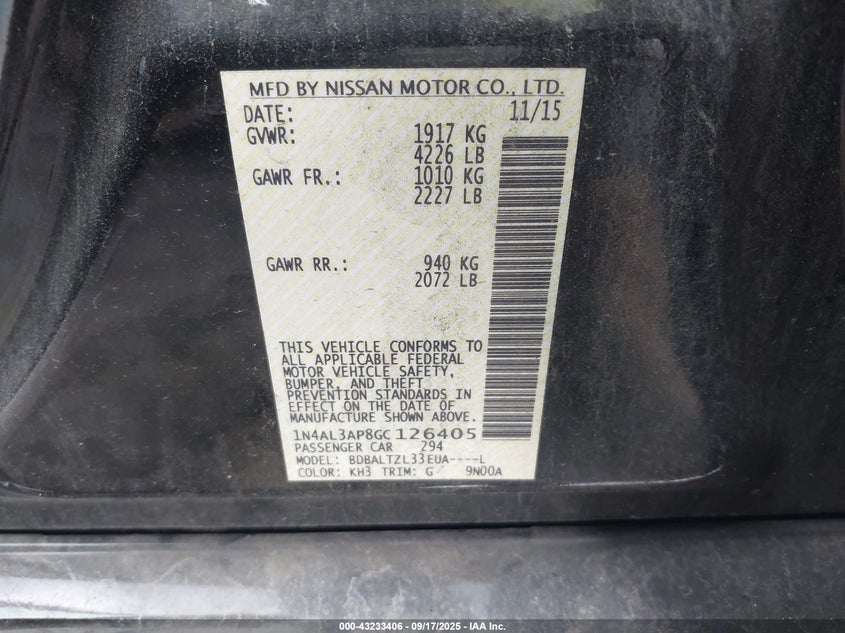 MFD BY NISSAN MOTOR CO., LTD.
DATE: 11/15
GVWR: 1917 KG
4226 LB
GAWR FR.: 1010 KG
2227 LB
GAWR RR.: 940 KG
2072 LB
THIS VEHICLE CONFORMS TO
ALL APPLICABLE FEDERAL
MOTOR VEHICLE SAFETY,
BUMPER, AND THEFT
PREVENTION STANDARDS IN
EFFECT ON THE DATE OF
MANUFACTURE SHOWN ABOVE.
1N4AL3AP8GC126405
PASSENGER CAR 294
MODEL: BDBALTZL33EUA----L
COLOR: KH3 TRIM: G 9N00A
000-43233406 - 09/17/2025 - IAA Inc.